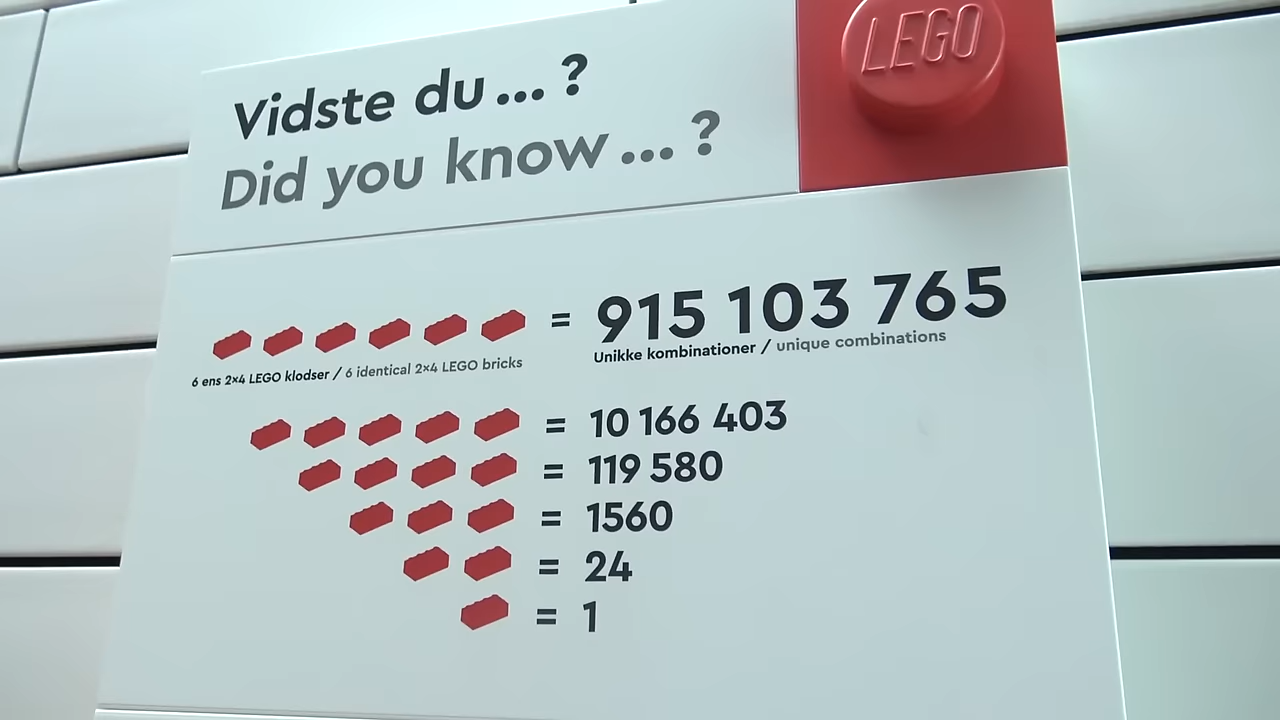 LEGO
Vidste du ... ?
Did you know ... ?
= 915 103 765
6 ens 2×4 LEGO klodser / 6 identical 2×4 LEGO bricks
Unikke kombinationer / unique combinations
= 10 166 403
= 119 580
= 1560
= 24
= 1